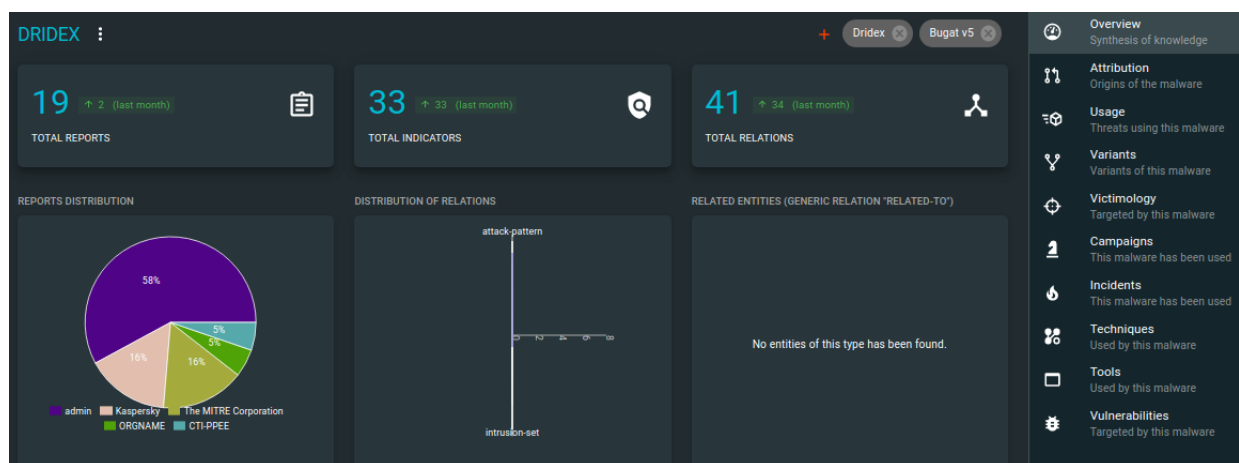 DRIDEX
+ Dridex Bugat v5
19 ↑ 2 (last month)
TOTAL REPORTS
33 ↑ 33 (last month)
TOTAL INDICATORS
41 ↑ 34 (last month)
TOTAL RELATIONS
REPORTS DISTRIBUTION
58%
5%
5%
16%
16%
admin Kaspersky The MITRE Corporation
ORGNAME CTI-PPEE
DISTRIBUTION OF RELATIONS
attack-pattern
0 2 4 6 8
intrusion-set
RELATED ENTITIES (GENERIC RELATION "RELATED-TO")
No entities of this type has been found.
Overview
Synthesis of knowledge
Attribution
Origins of the malware
Usage
Threats using this malware
Variants
Variants of this malware
Victimology
Targeted by this malware
Campaigns
This malware has been used
Incidents
This malware has been used
Techniques
Used by this malware
Tools
Used by this malware
Vulnerabilities
Targeted by this malware